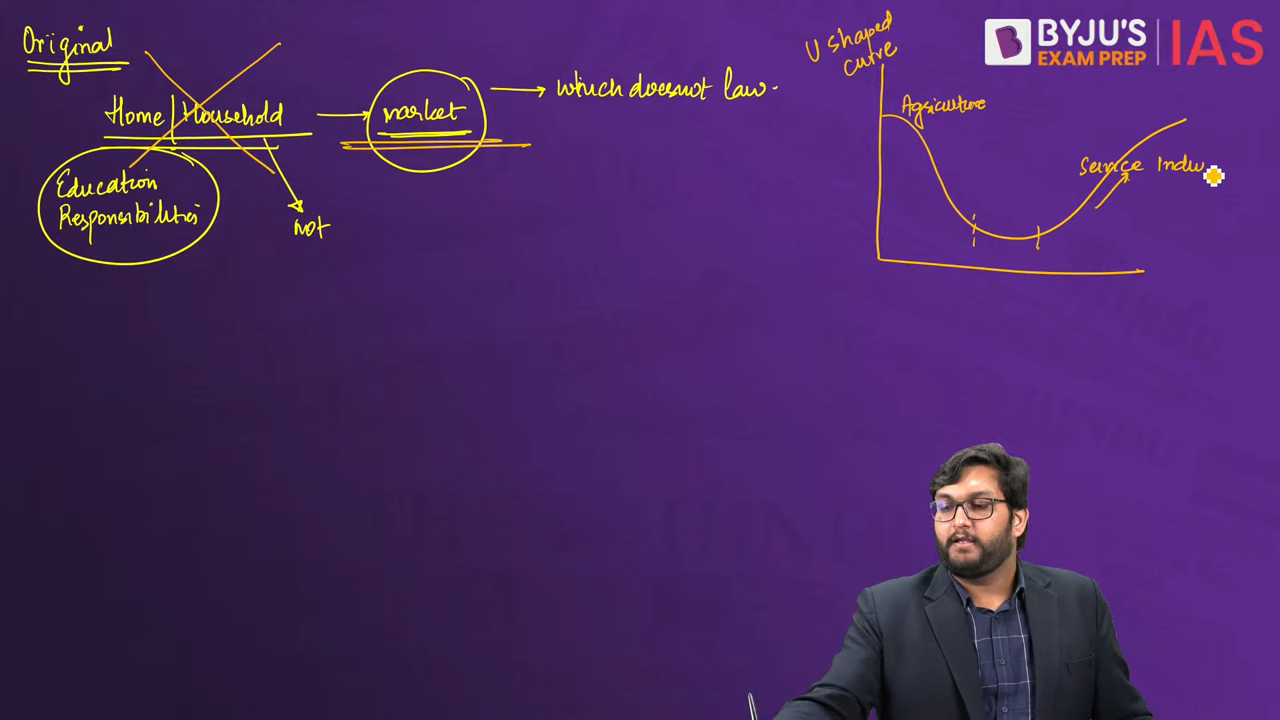 Original
Home | Household
market
which doesnot law.
Education
Responsibilities
not
U shaped
curve
Agriculture
Service Indu
BYJU'S
EXAM PREP
IAS